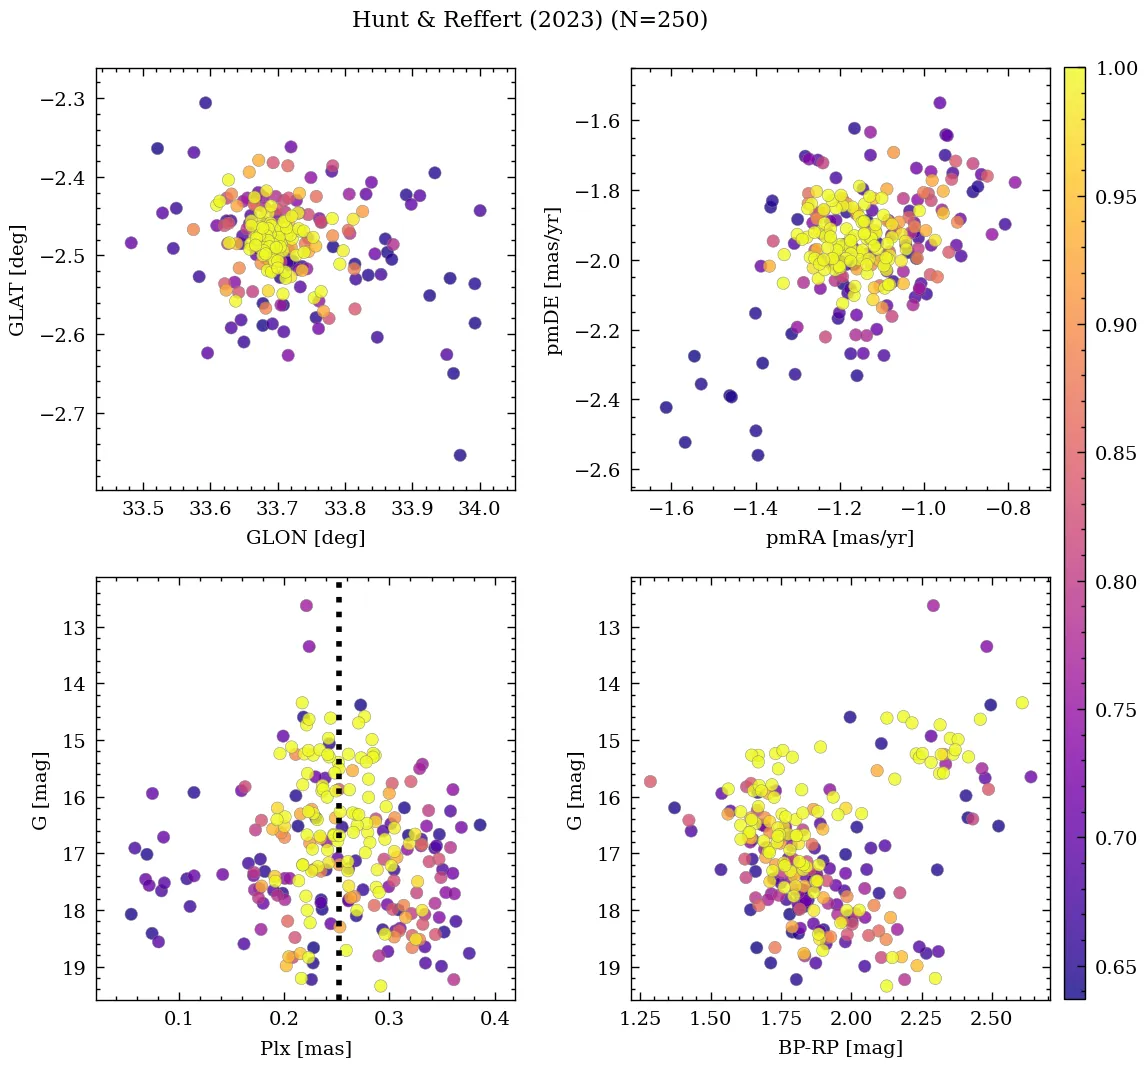 Hunt & Reffert (2023) (N=250)
−2.3
−2.4
−2.5
−2.6
−2.7
GLAT [deg]
33.5 33.6 33.7 33.8 33.9 34.0
GLON [deg]
−1.6
−1.8
−2.0
−2.2
−2.4
−2.6
pmDE [mas/yr]
−1.6 −1.4 −1.2 −1.0 −0.8
pmRA [mas/yr]
13
14
15
16
17
18
19
G [mag]
0.1 0.2 0.3 0.4
Plx [mas]
13
14
15
16
17
18
19
G [mag]
1.25 1.50 1.75 2.00 2.25 2.50
BP-RP [mag]
1.00
0.95
0.90
0.85
0.80
0.75
0.70
0.65